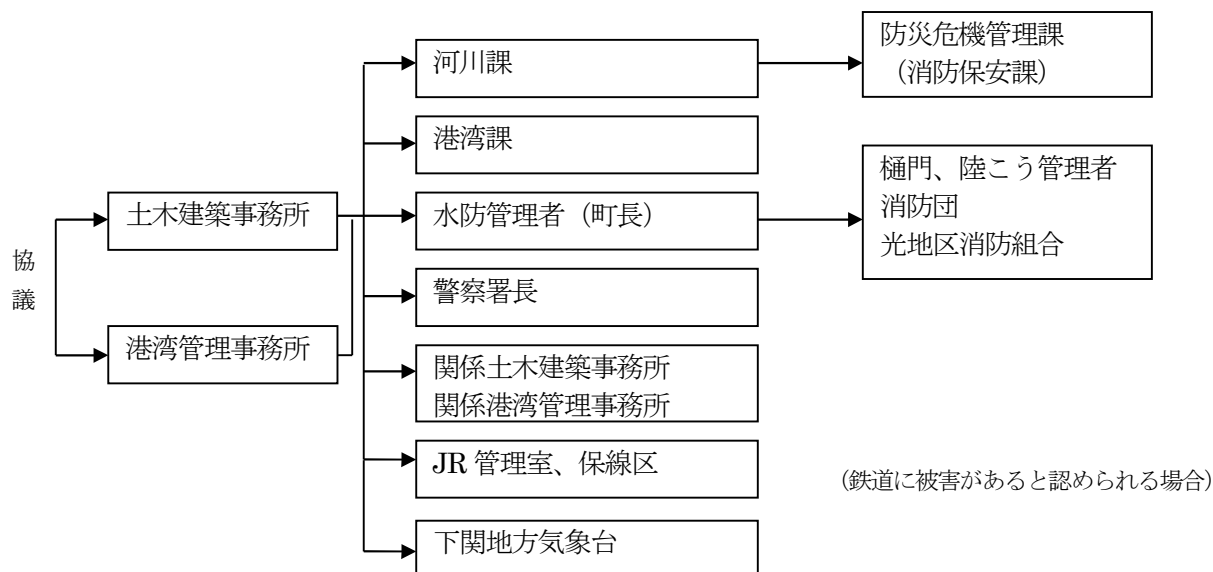 河川課
防災危機管理課
（消防保安課）
港湾課
樋門、陸こう管理者
消防団
光地区消防組合
土木建築事務所
水防管理者（町長）
協
議
警察署長
港湾管理事務所
関係土木建築事務所
関係港湾管理事務所
JR 管理室、保線区
（鉄道に被害があると認められる場合）
下関地方気象台